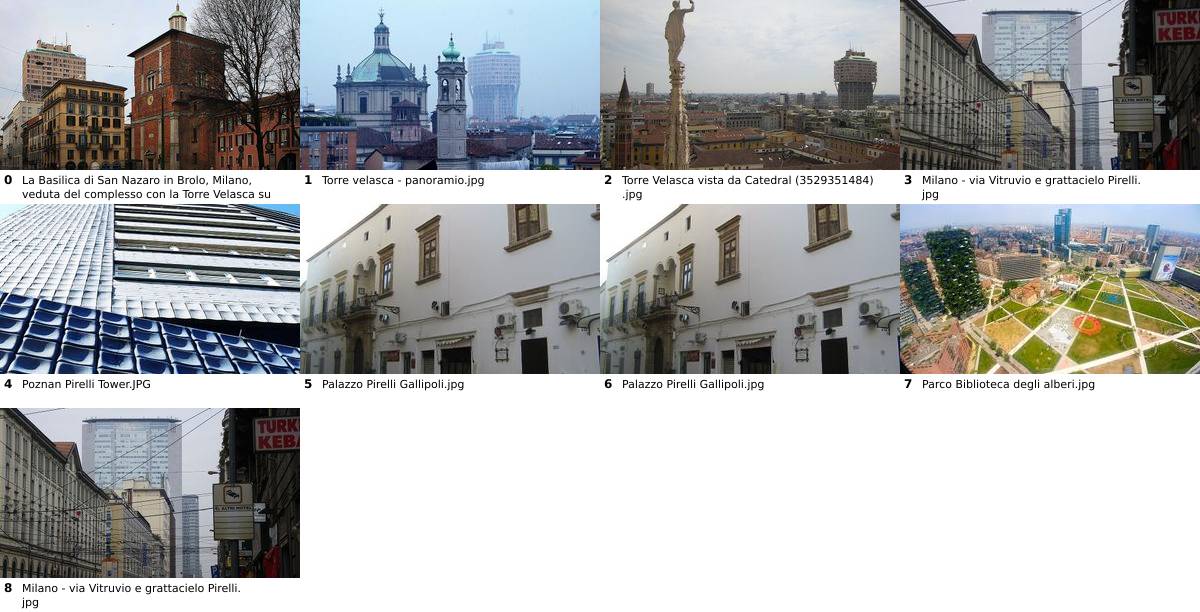 0 La Basilica di San Nazaro in Brolo, Milano,
veduta del complesso con la Torre Velasca su
1 Torre velasca - panoramio.jpg
2 Torre Velasca vista da Catedral (3529351484)
.jpg
TURK
KEBA
3 Milano - via Vitruvio e grattacielo Pirelli.
jpg
4 Poznan Pirelli Tower.JPG
5 Palazzo Pirelli Gallipoli.jpg
6 Palazzo Pirelli Gallipoli.jpg
7 Parco Biblioteca degli alberi.jpg
TURK
KEBA
8 Milano - via Vitruvio e grattacielo Pirelli.
jpg